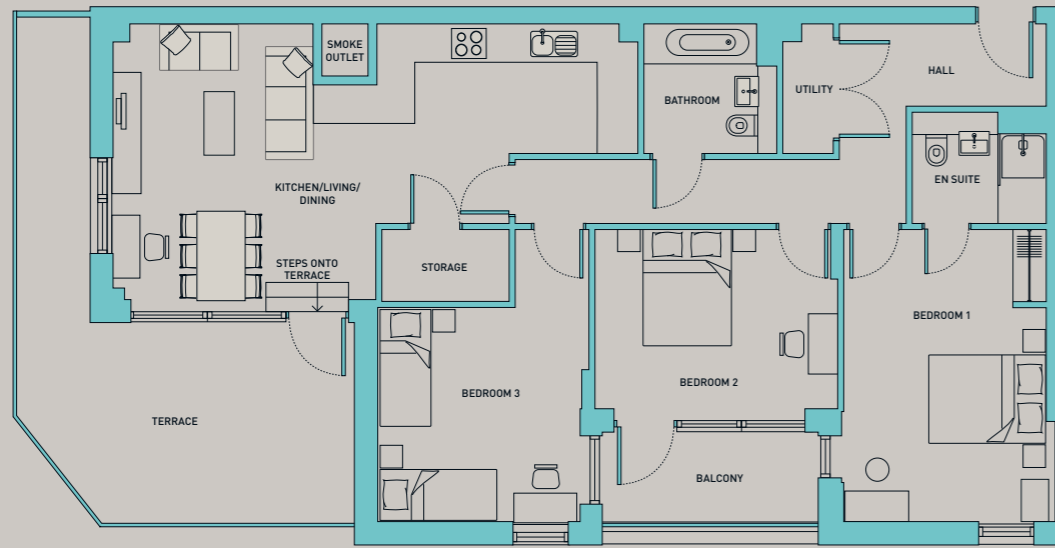 SMOKE
OUTLET
BATHROOM
UTILITY
HALL
EN SUITE
KITCHEN/LIVING/
DINING
STEPS ONTO
TERRACE
STORAGE
BEDROOM 1
BEDROOM 2
BEDROOM 3
TERRACE
BALCONY